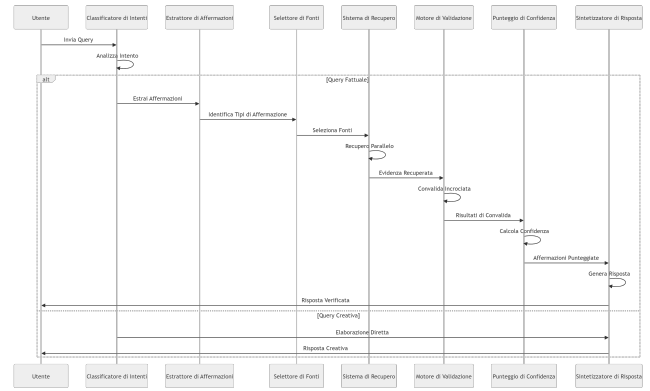 Utente
Classificatore di Intenti
Estrattore di Affermazioni
Selettore di Fonti
Sistema di Recupero
Motore di Validazione
Punteggio di Confidenza
Sintetizzatore di Risposta
Invia Query
Analizza Intento
alt
[Query Fattuale]
Estrai Affermazioni
Identifica Tipi di Affermazione
Seleziona Fonti
Recupero Parallelo
Evidenza Recuperata
Convalida Incrociata
Risultati di Convalida
Calcola Confidenza
Affermazioni Punteggiate
Genera Risposta
Risposta Verificata
[Query Creativa]
Elaborazione Diretta
Risposta Creativa
Utente
Classificatore di Intenti
Estrattore di Affermazioni
Selettore di Fonti
Sistema di Recupero
Motore di Validazione
Punteggio di Confidenza
Sintetizzatore di Risposta